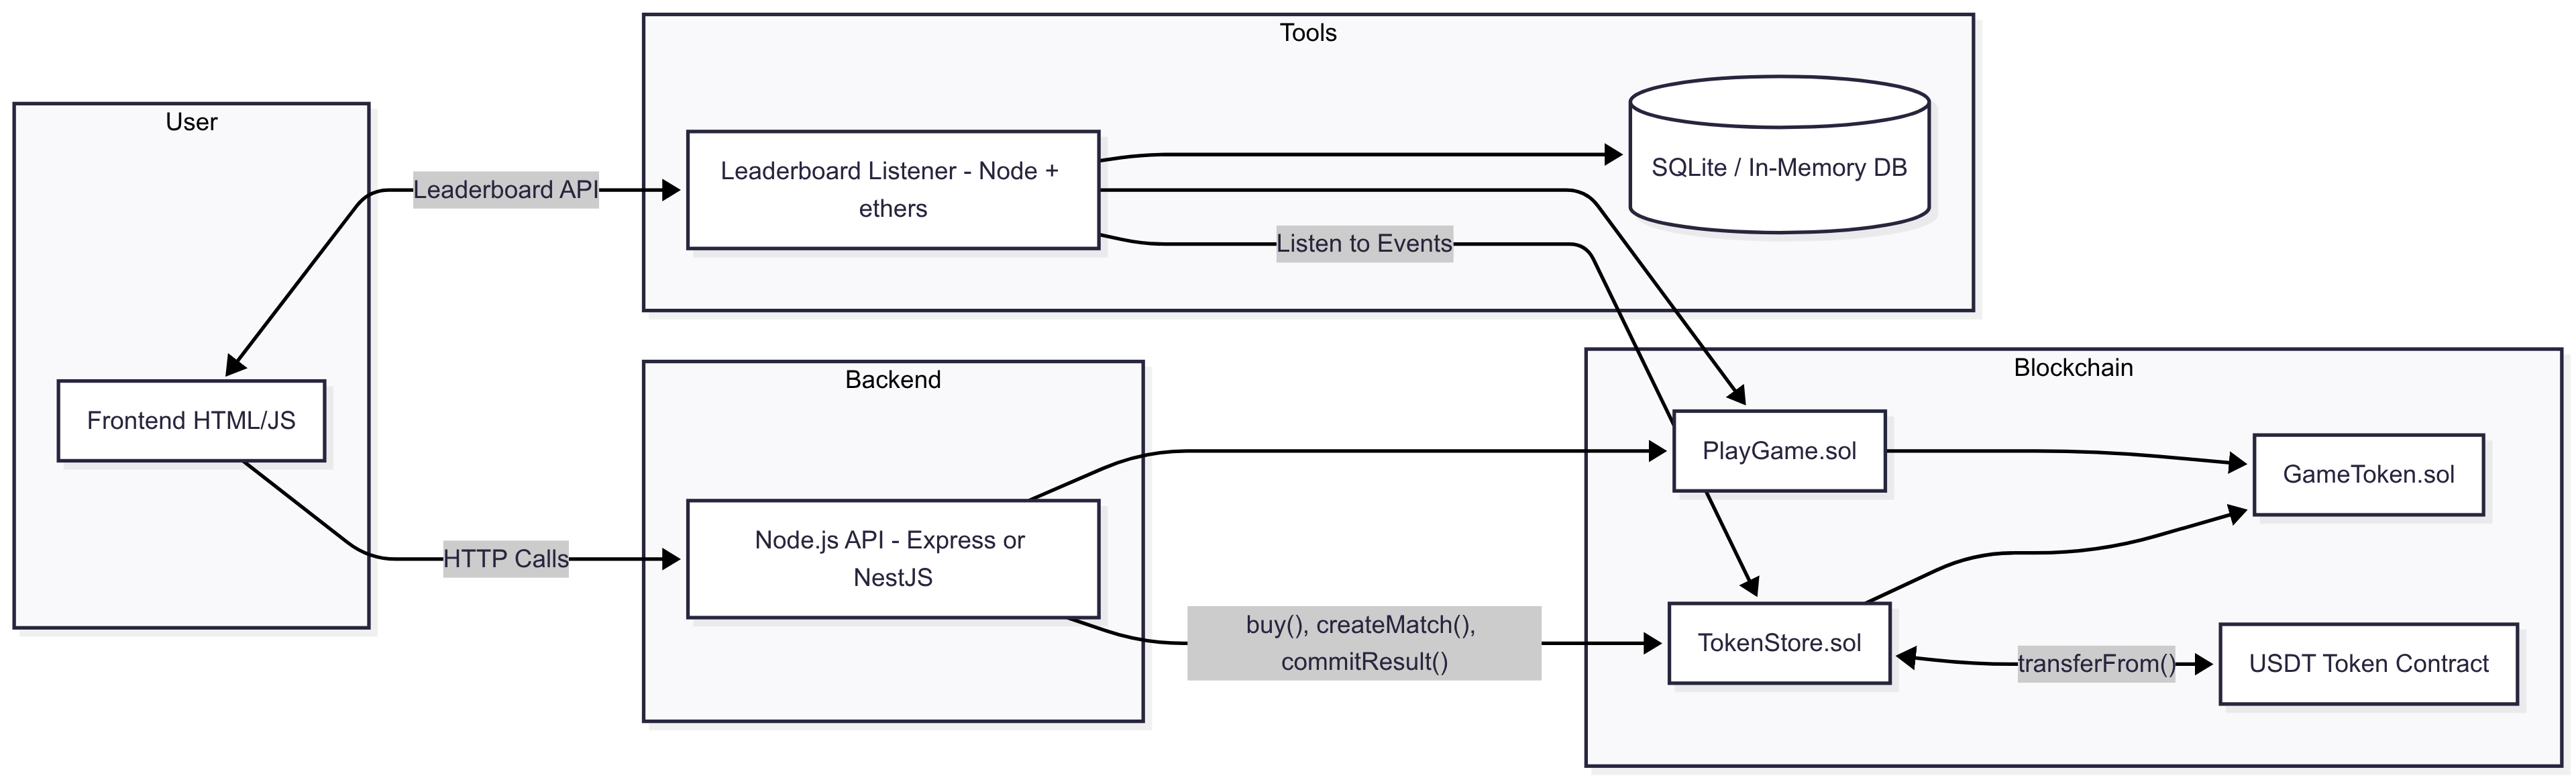 Tools
User
Leaderboard Listener - Node +
ethers
SQLite / In-Memory DB
Leaderboard API
Listen to Events
Frontend HTML/JS
Backend
Blockchain
Node.js API - Express or
NestJS
HTTP Calls
PlayGame.sol
GameToken.sol
buy(), createMatch(),
commitResult()
TokenStore.sol
transferFrom()
USDT Token Contract